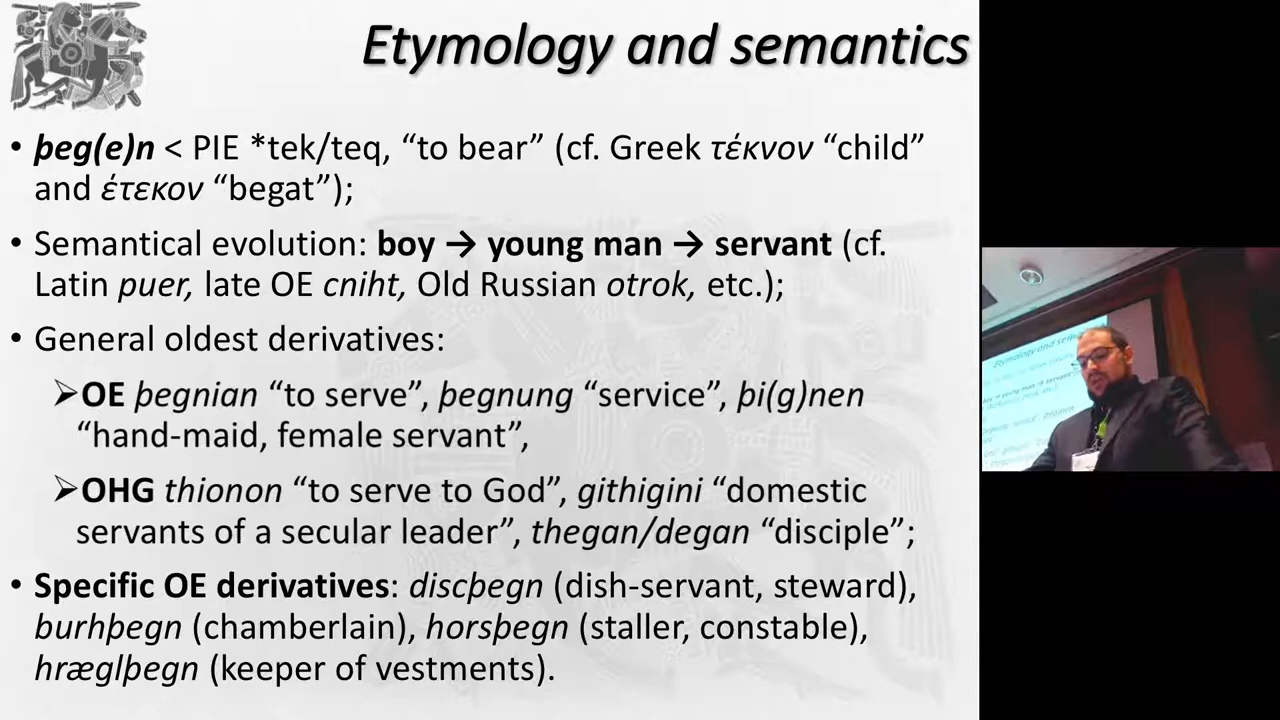 Etymology and semantics
• þeg(e)n < PIE *tek/teq, “to bear” (cf. Greek τέκνον “child”
and έτεκον “begat”);
• Semantical evolution: boy → young man → servant (cf.
Latin puer, late OE cniht, Old Russian otrok, etc.);
• General oldest derivatives:
➢OE þegnian “to serve”, þegnung “service”, þi(g)nen
“hand-maid, female servant”,
➢OHG thionon “to serve to God”, githigini “domestic
servants of a secular leader”, thegan/degan “disciple”;
• Specific OE derivatives: discþegn (dish-servant, steward),
burhþegn (chamberlain), horsþegn (staller, constable),
hræglþegn (keeper of vestments).
Etymology and sem